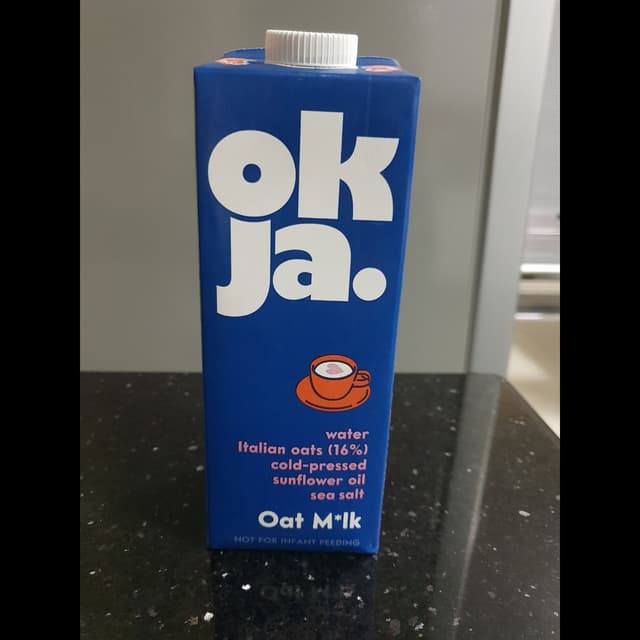 ok
ja.
water
Italian oats (16%)
cold-pressed
sunflower oil
sea salt
Oat M*lk
NOT FOR INFANT FEEDING